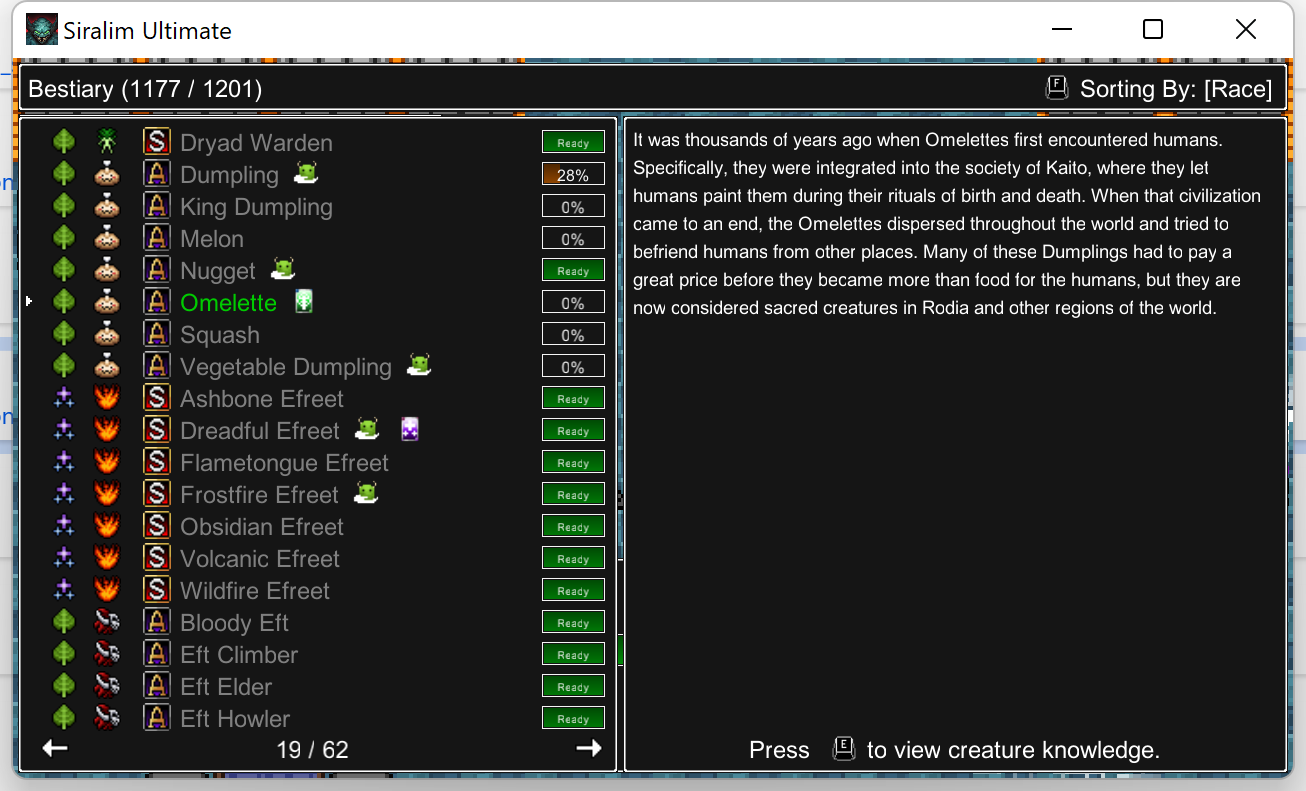 Siralim Ultimate
Bestiary (1177 / 1201)
F Sorting By: [Race]
S Dryad Warden Ready
A Dumpling 28%
A King Dumpling 0%
A Melon 0%
A Nugget Ready
A Omelette 0%
A Squash 0%
A Vegetable Dumpling 0%
S Ashbone Efreet Ready
S Dreadful Efreet Ready
S Flametongue Efreet Ready
S Frostfire Efreet Ready
S Obsidian Efreet Ready
S Volcanic Efreet Ready
S Wildfire Efreet Ready
A Bloody Eft Ready
A Eft Climber Ready
A Eft Elder Ready
A Eft Howler Ready
19 / 62
It was thousands of years ago when Omelettes first encountered humans.
Specifically, they were integrated into the society of Kaito, where they let
humans paint them during their rituals of birth and death. When that civilization
came to an end, the Omelettes dispersed throughout the world and tried to
befriend humans from other places. Many of these Dumplings had to pay a
great price before they became more than food for the humans, but they are
now considered sacred creatures in Rodia and other regions of the world.
Press E to view creature knowledge.